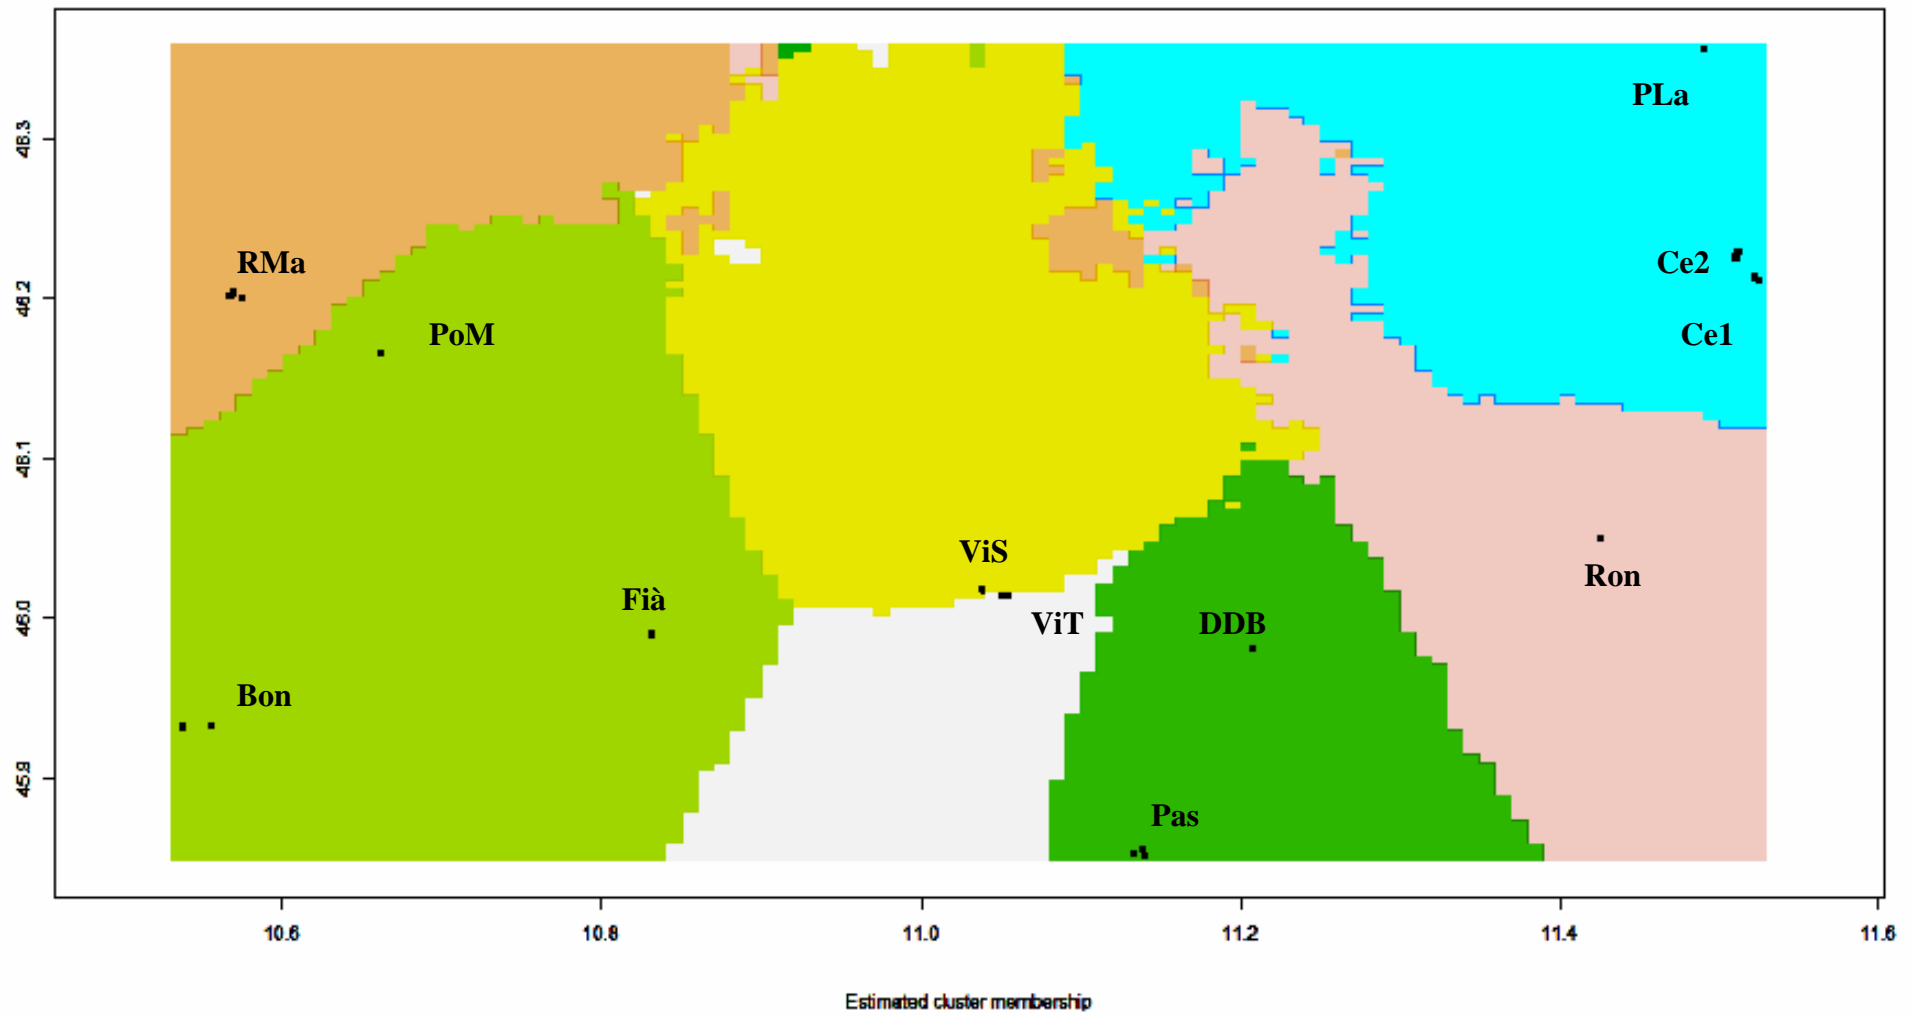 PLa
46.3
RMa
Ce2
46.2
PoM
Ce1
46.1
ViS
Ron
Fià
46.0
ViT
DDB
Bon
45.9
Pas
10.6 10.8 11.0 11.2 11.4 11.6
Estimated cluster membership